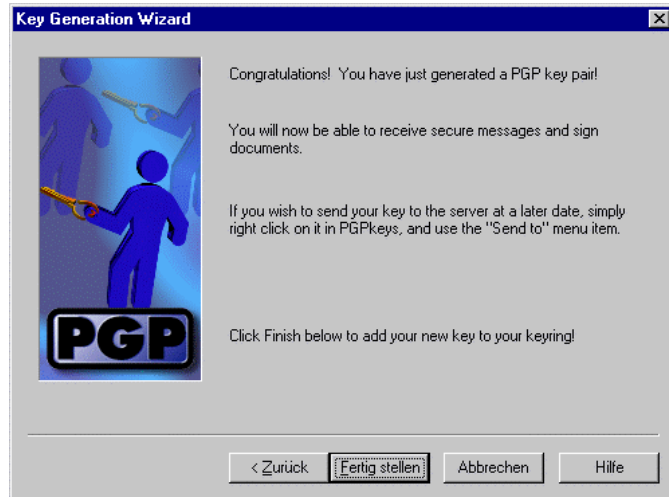 Key Generation Wizard
Congratulations! You have just generated a PGP key pair!
You will now be able to receive secure messages and sign
documents.
If you wish to send your key to the server at a later date, simply
right click on it in PGPkeys, and use the "Send to" menu item.
PGP
Click Finish below to add your new key to your keyring!
< Zurück
Fertig stellen
Abbrechen
Hilfe